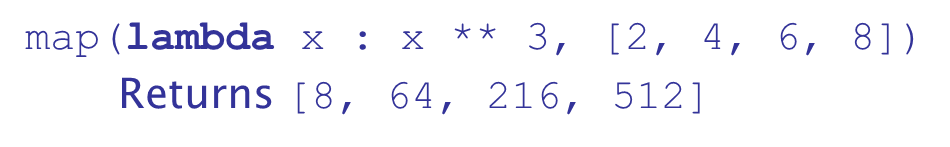 map(lambda x : x ** 3, [2, 4, 6, 8])
Returns [8, 64, 216, 512]